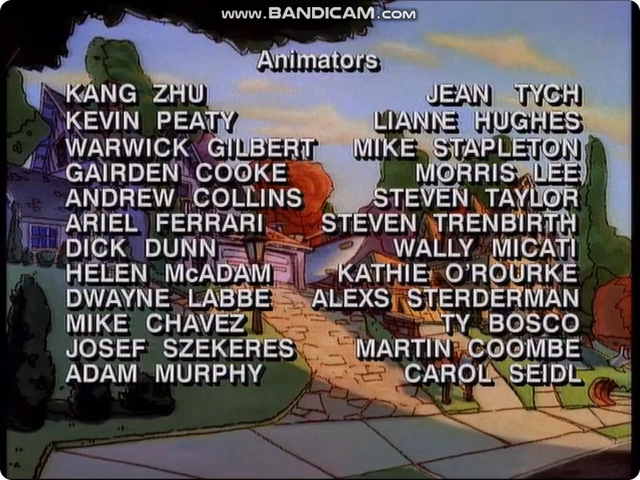 www.BANDICAM.com
Animators
KANG ZHU JEAN TYCH
KEVIN PEATY LIANNE HUGHES
WARWICK GILBERT MIKE STAPLETON
GAIRDEN COOKE MORRIS LEE
ANDREW COLLINS STEVEN TAYLOR
ARIEL FERRARI STEVEN TRENBIRTH
DICK DUNN WALLY MICATI
HELEN McADAM KATHIE O'ROURKE
DWAYNE LABBE ALEXS STERDERMAN
MIKE CHAVEZ TY BOSCO
JOSEF SZEKERES MARTIN COOMBE
ADAM MURPHY CAROL SEIDL